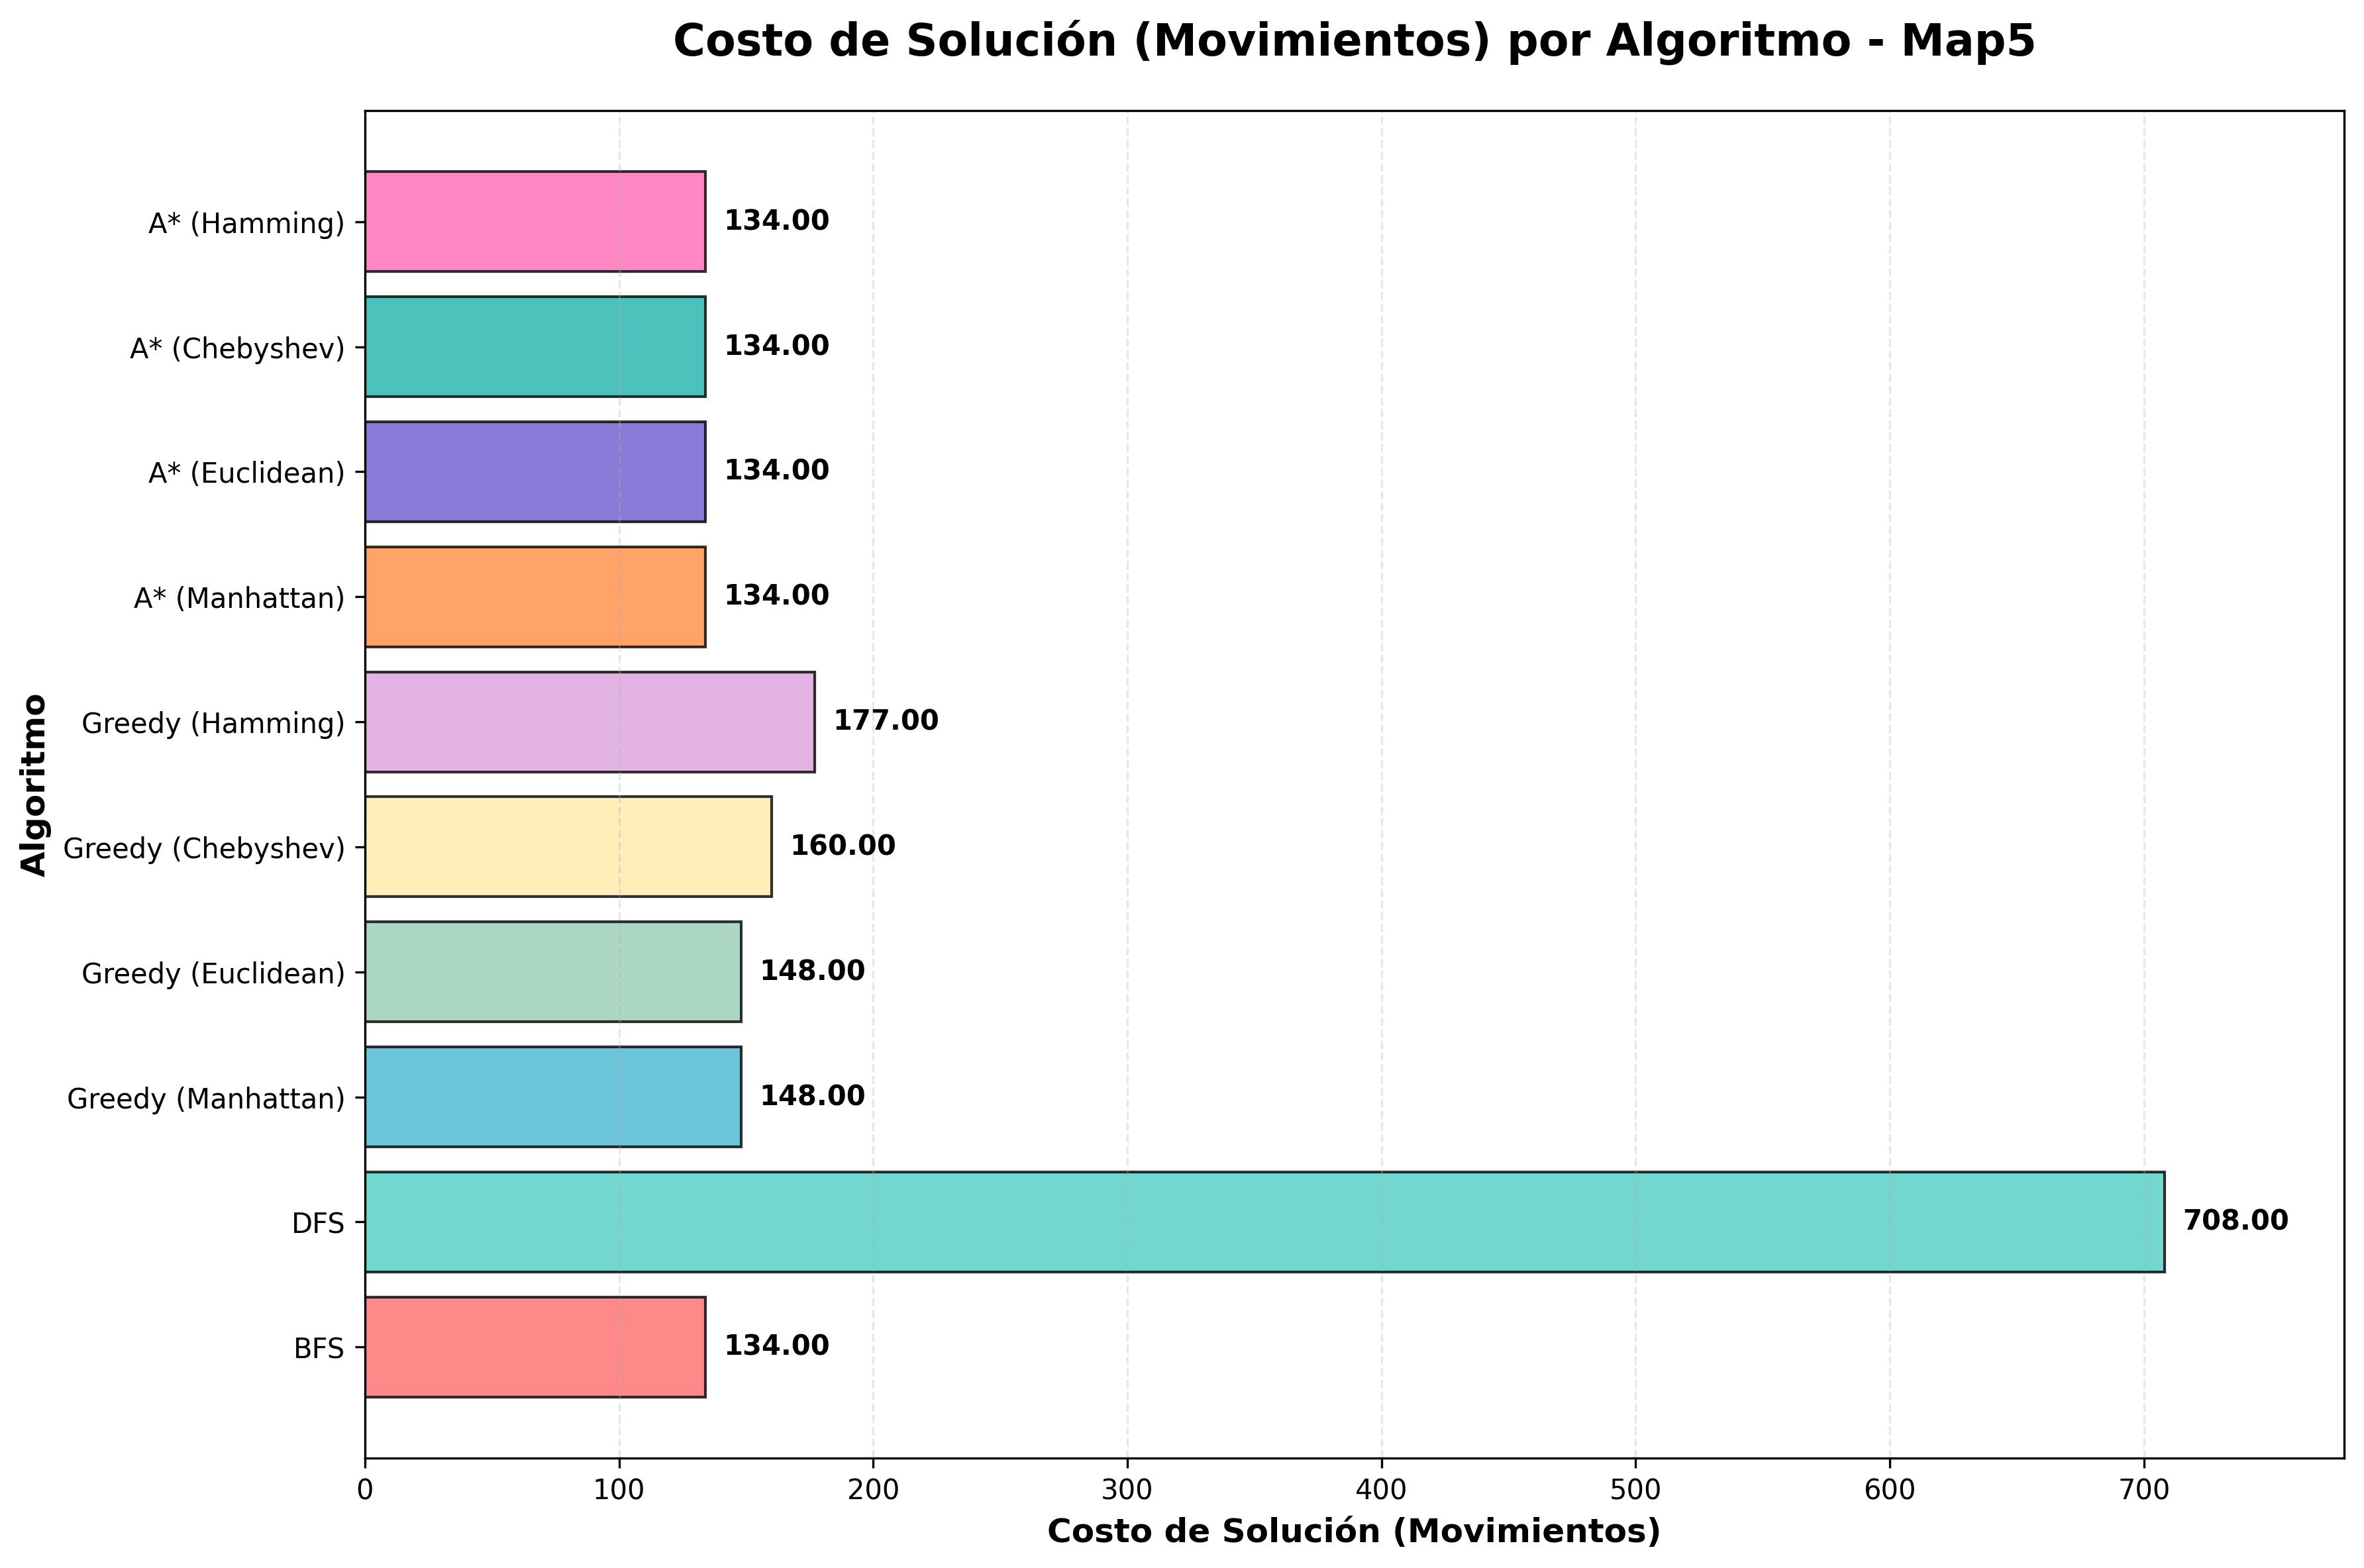 Costo de Solución (Movimientos) por Algoritmo - Map5
Algoritmo
A* (Hamming) 134.00
A* (Chebyshev) 134.00
A* (Euclidean) 134.00
A* (Manhattan) 134.00
Greedy (Hamming) 177.00
Greedy (Chebyshev) 160.00
Greedy (Euclidean) 148.00
Greedy (Manhattan) 148.00
DFS 708.00
BFS 134.00
0 100 200 300 400 500 600 700
Costo de Solución (Movimientos)